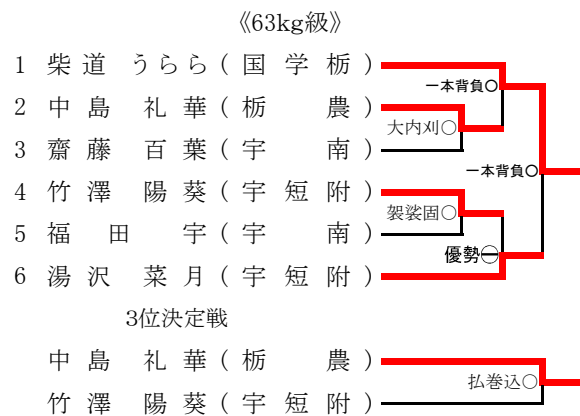 《63kg級》
1 柴道 うらら(国学栃)
一本背負○
2 中島 礼華(栃 農)
大内刈○
3 齋藤 百葉(宇 南)
一本背負○
4 竹澤 陽葵(宇短附)
袈裟固○
5 福田 宇(宇 南)
優勢㊀
6 湯沢 菜月(宇短附)
3位決定戦
中島 礼華(栃 農)
払巻込○
竹澤 陽葵(宇短附)